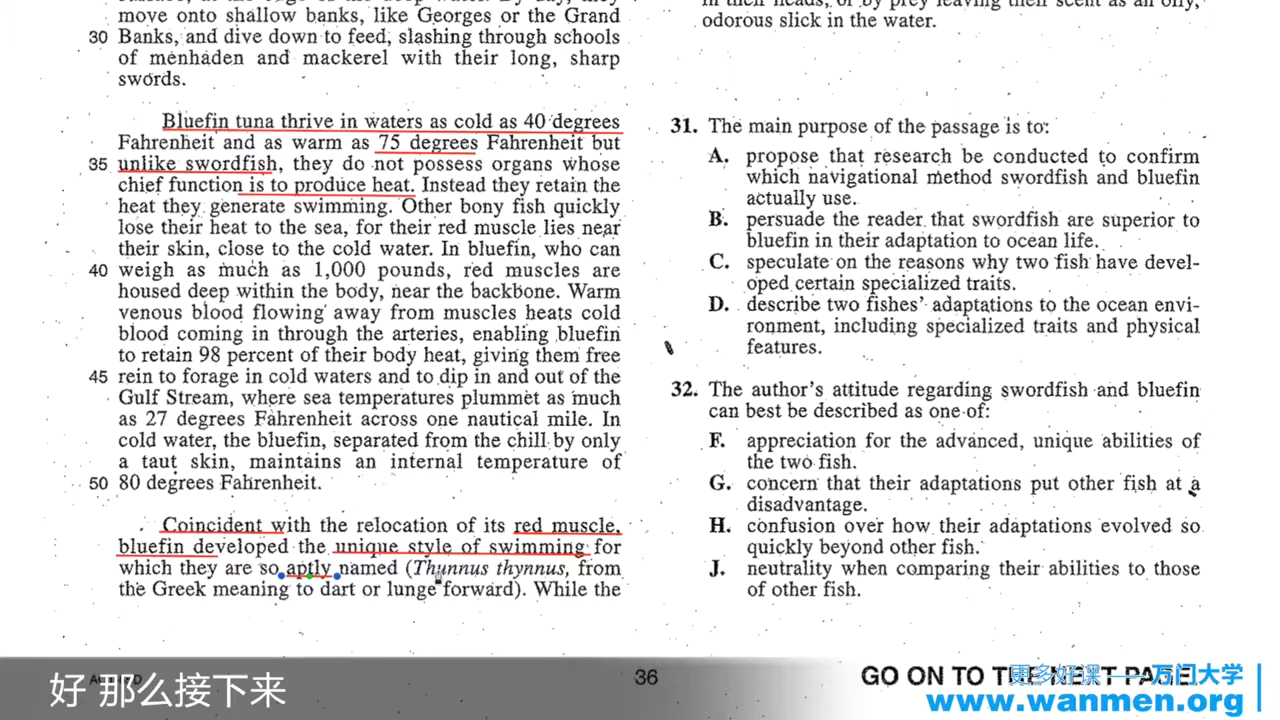 move onto shallow banks, like Georges or the Grand
30 Banks, and dive down to feed, slashing through schools
of menhaden and mackerel with their long, sharp
swords.
Bluefin tuna thrive in waters as cold as 40 degrees
Fahrenheit and as warm as 75 degrees Fahrenheit but
35 unlike swordfish, they do not possess organs whose
chief function is to produce heat. Instead they retain the
heat they generate swimming. Other bony fish quickly
lose their heat to the sea, for their red muscle lies near
their skin, close to the cold water. In bluefin, who can
40 weigh as much as 1,000 pounds, red muscles are
housed deep within the body, near the backbone. Warm
venous blood flowing away from muscles heats cold
blood coming in through the arteries, enabling bluefin
to retain 98 percent of their body heat, giving them free
45 rein to forage in cold waters and to dip in and out of the
Gulf Stream, where sea temperatures plummet as much
as 27 degrees Fahrenheit across one nautical mile. In
cold water, the bluefin, separated from the chill by only
a taut skin, maintains an internal temperature of
50 80 degrees Fahrenheit.
Coincident with the relocation of its red muscle,
bluefin developed the unique style of swimming for
which they are so aptly named (Thunnus thynnus, from
the Greek meaning to dart or lunge forward). While the
odorous slick in the water.
31. The main purpose of the passage is to:
A. propose that research be conducted to confirm
which navigational method swordfish and bluefin
actually use.
B. persuade the reader that swordfish are superior to
bluefin in their adaptation to ocean life.
C. speculate on the reasons why two fish have devel-
oped certain specialized traits.
D. describe two fishes' adaptations to the ocean envi-
ronment, including specialized traits and physical
features.
32. The author's attitude regarding swordfish and bluefin
can best be described as one of:
F. appreciation for the advanced, unique abilities of
the two fish.
G. concern that their adaptations put other fish at a
disadvantage.
H. confusion over how their adaptations evolved so
quickly beyond other fish.
J. neutrality when comparing their abilities to those
of other fish.
36
GO ON TO THE NEXT PAGE.
好 那么接下来
更多好课——万门大学
www.wanmen.org